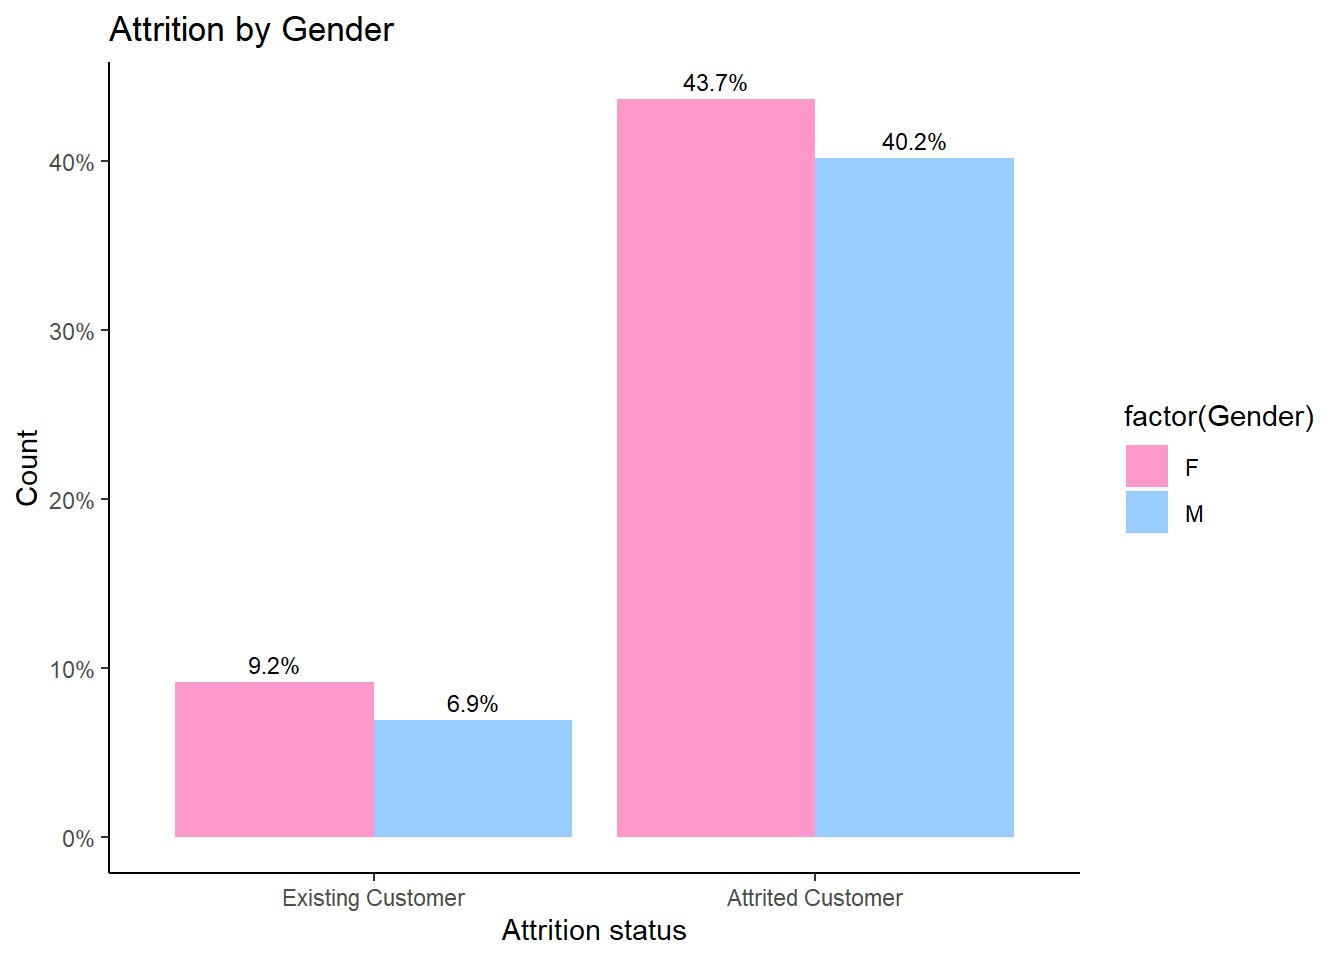 Attrition by Gender
43.7%
40.2%
9.2%
6.9%
40%
30%
20%
10%
0%
Count
Existing Customer
Attrited Customer
Attrition status
factor(Gender)
F
M